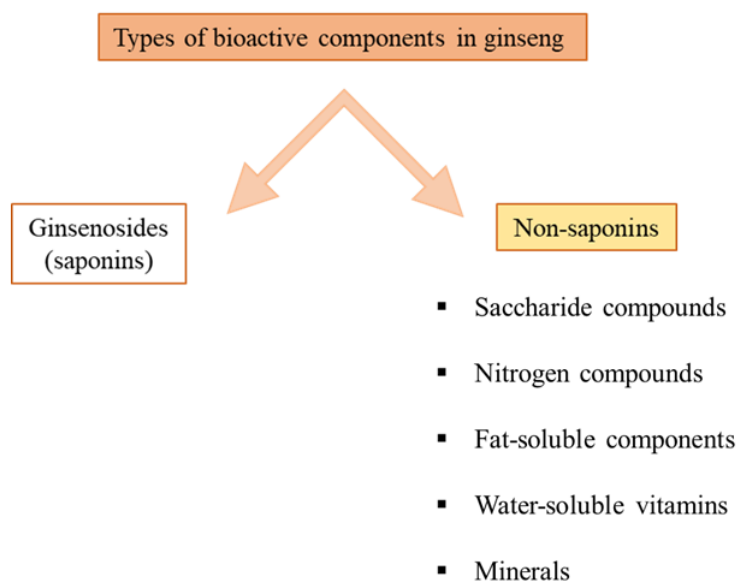 Types of bioactive components in ginseng
Ginsenosides
(saponins)
Non-saponins
▪ Saccharide compounds
▪ Nitrogen compounds
▪ Fat-soluble components
▪ Water-soluble vitamins
▪ Minerals